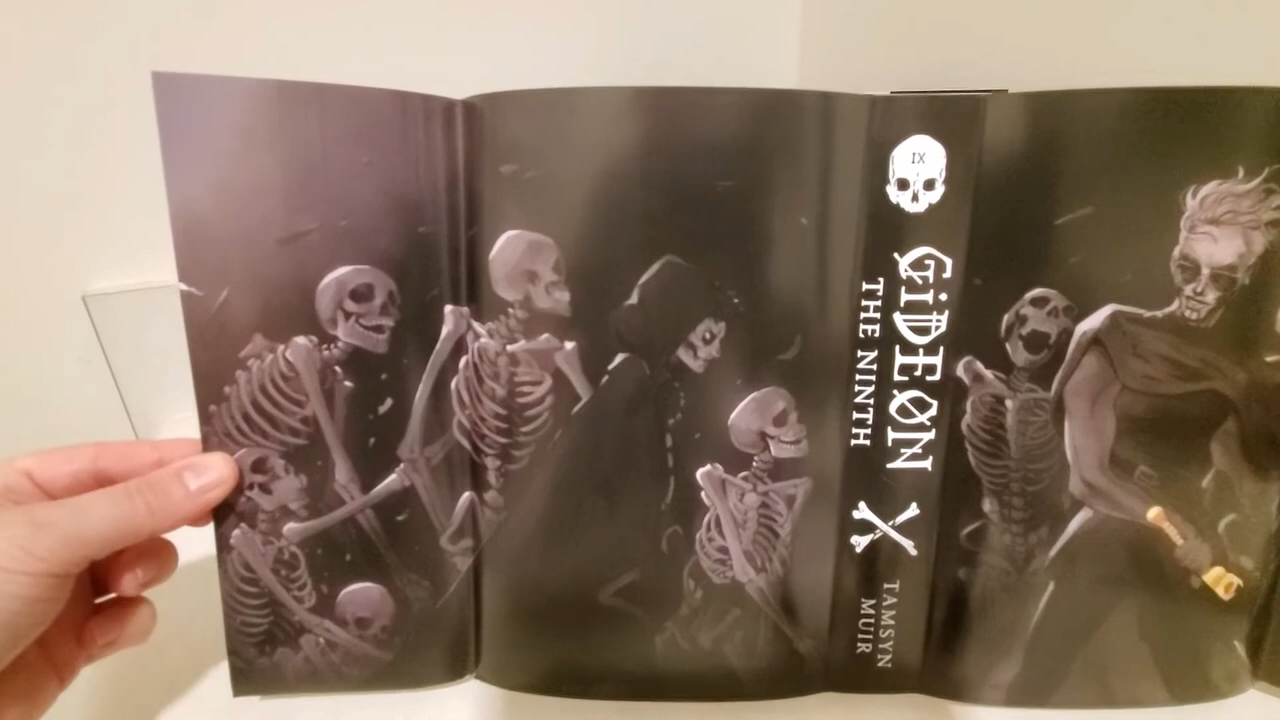 IX
GIDEON
THE NINTH
TAMSYN
MUIR